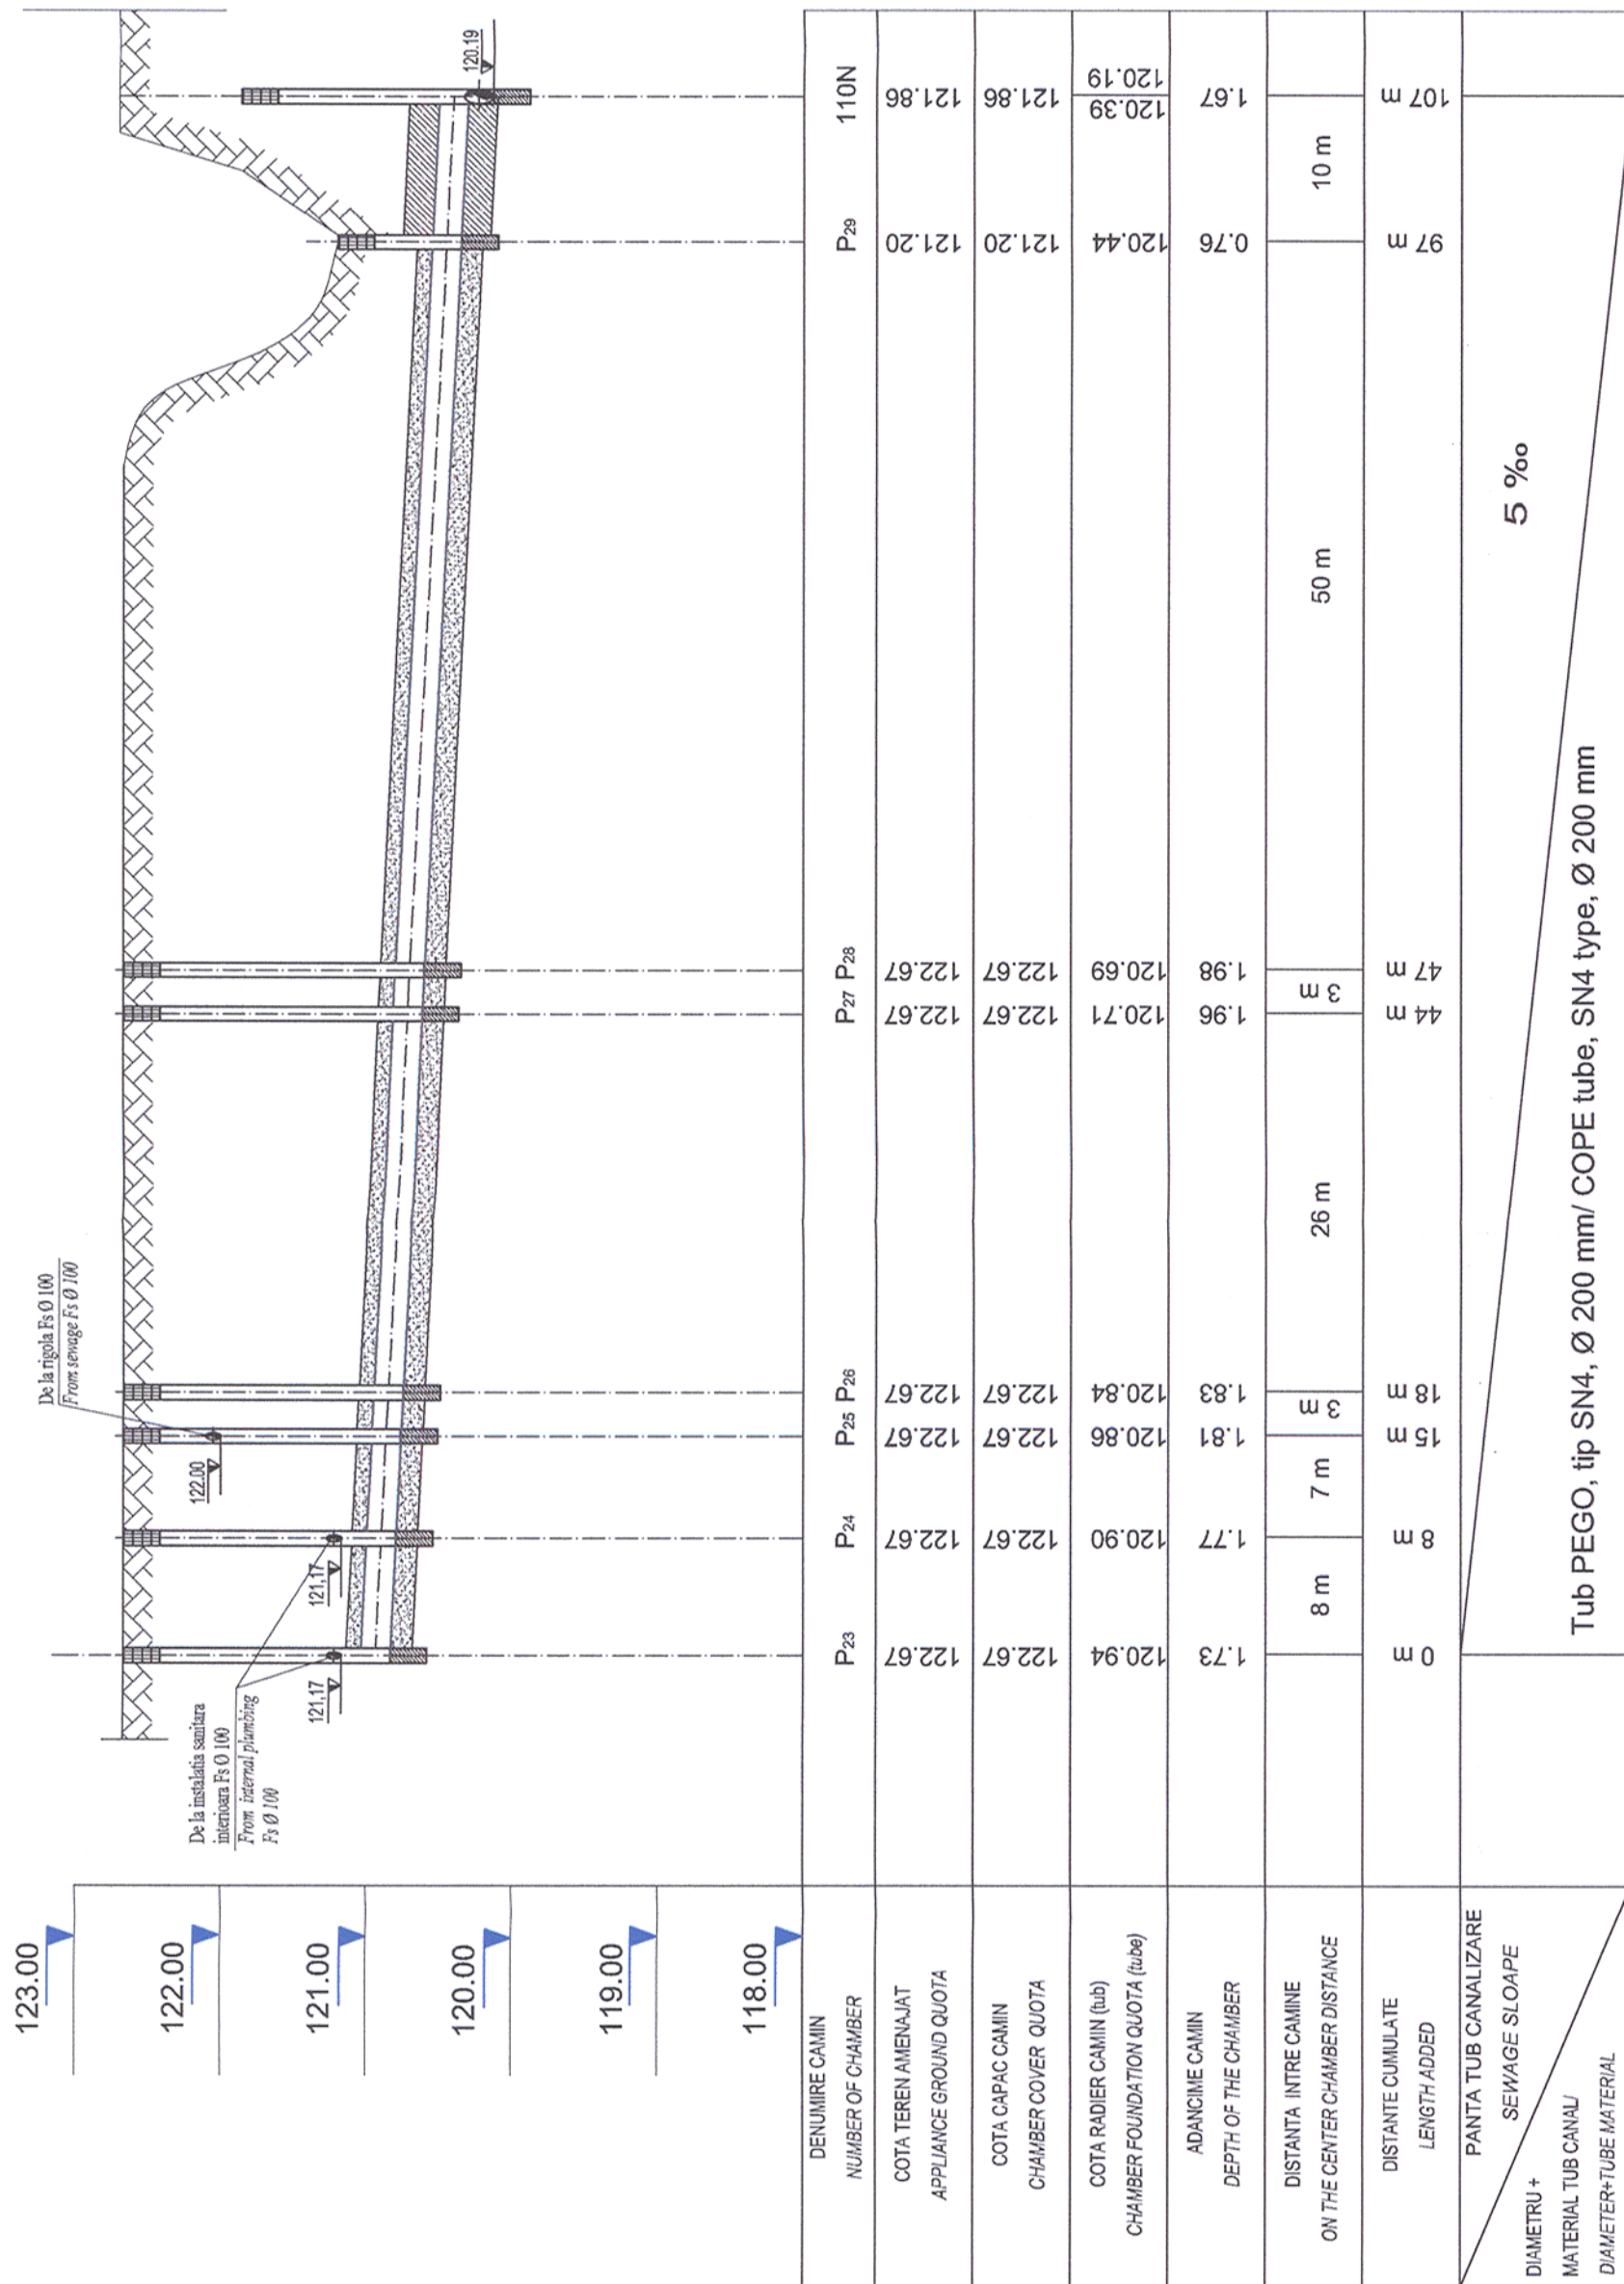 123.00
122.00
121.00
120.00
119.00
118.00
De la instalatia sanitara
interioara Fs Ø 100
From internal plumbing
Fs Ø 100
De la rigola Fs Ø 100
From sewage Fs Ø 100
121,17
121,17
122.00
120.19
DENUMIRE CAMIN
NUMBER OF CHAMBER
P23 P24 P25 P26 P27 P28 P29 110N
COTA TEREN AMENAJAT
APPLIANCE GROUND QUOTA
122.67 122.67 122.67 122.67 122.67 122.67 121.20 121.86
COTA CAPAC CAMIN
CHAMBER COVER QUOTA
122.67 122.67 122.67 122.67 122.67 122.67 121.20 121.86
COTA RADIER CAMIN (tub)
CHAMBER FOUNDATION QUOTA (tube)
120.94 120.90 120.86 120.84 120.71 120.69 120.44 120.39 120.19
ADANCIME CAMIN
DEPTH OF THE CHAMBER
1.73 1.77 1.81 1.83 1.96 1.98 0.76 1.67
DISTANTA INTRE CAMINE
ON THE CENTER CHAMBER DISTANCE
8 m 7 m 3 m 26 m 3 m 50 m 10 m
DISTANTE CUMULATE
LENGTH ADDED
0 m 8 m 15 m 18 m 44 m 47 m 97 m 107 m
PANTA TUB CANALIZARE
SEWAGE SLOAPE
5 ‰
DIAMETRU +
MATERIAL TUB CANAL/
DIAMETER+TUBE MATERIAL
Tub PEGO, tip SN4, Ø 200 mm/ COPE tube, SN4 type, Ø 200 mm